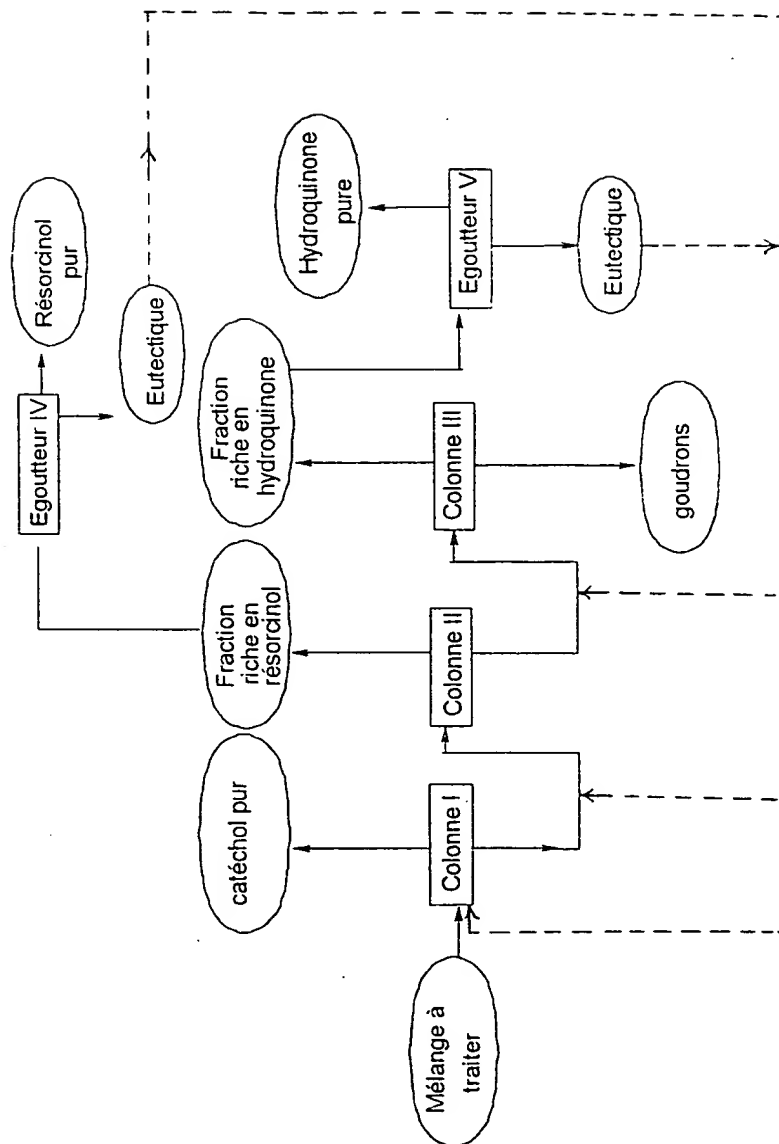 Mélange à
traiter
Colonne I
catéchol pur
Colonne II
Fraction
riche en
résorcinol
Egoutteur IV
Résorcinol
pur
Eutectique
Colonne III
Fraction
riche en
hydroquinone
goudrons
Egoutteur V
Hydroquinone
pure
Eutectique